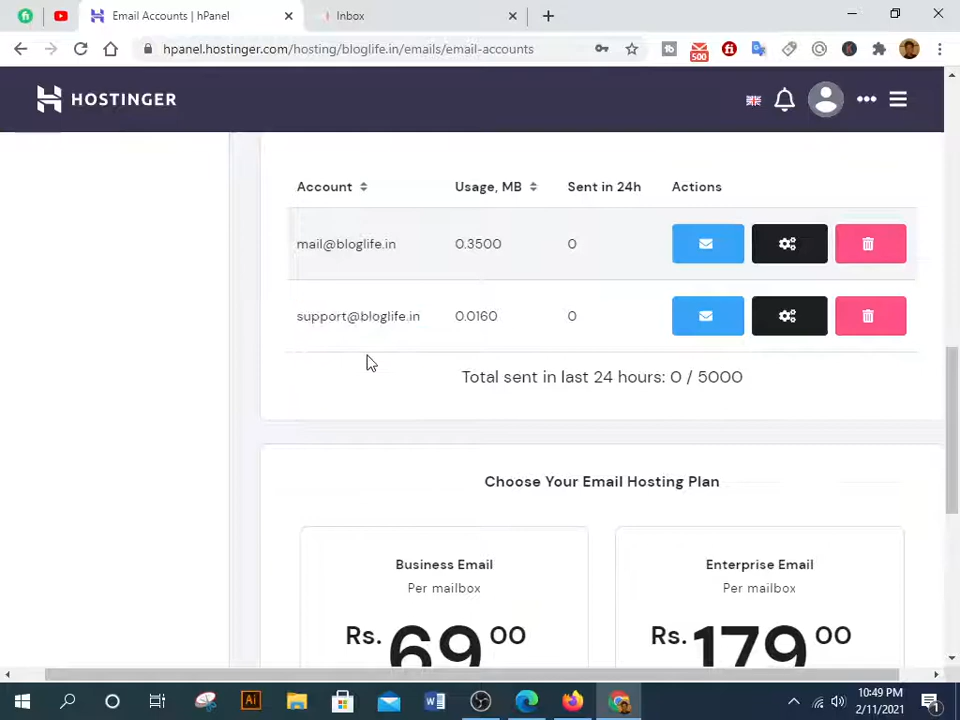 Email Accounts | hPanel
Inbox
hpanel.hostinger.com/hosting/bloglife.in/emails/email-accounts
500
HOSTINGER
Account Usage, MB Sent in 24h Actions
mail@bloglife.in 0.3500 0
support@bloglife.in 0.0160 0
Total sent in last 24 hours: 0 / 5000
Choose Your Email Hosting Plan
Business Email
Per mailbox
Rs. 69 00
Enterprise Email
Per mailbox
Rs. 179 00
10:49 PM
2/11/2021